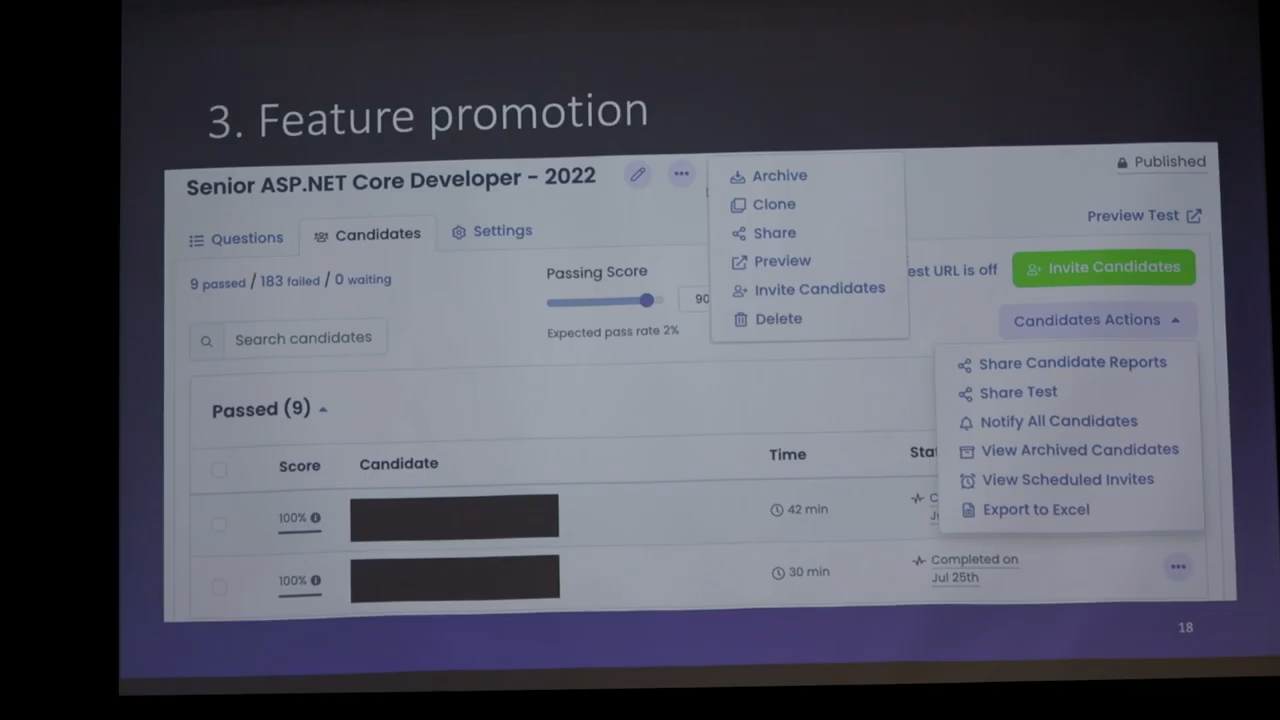 3. Feature promotion
Senior ASP.NET Core Developer - 2022
Archive
Clone
Share
Preview
Invite Candidates
Delete
Published
Preview Test
Questions
Candidates
Settings
9 passed / 183 failed / 0 waiting
Passing Score
90
Expected pass rate 2%
est URL is off
Invite Candidates
Search candidates
Candidates Actions
Share Candidate Reports
Share Test
Notify All Candidates
View Archived Candidates
View Scheduled Invites
Export to Excel
Passed (9)
Score Candidate Time Sta
100% 42 min C
Ju
100% 30 min Completed on
Jul 25th
18